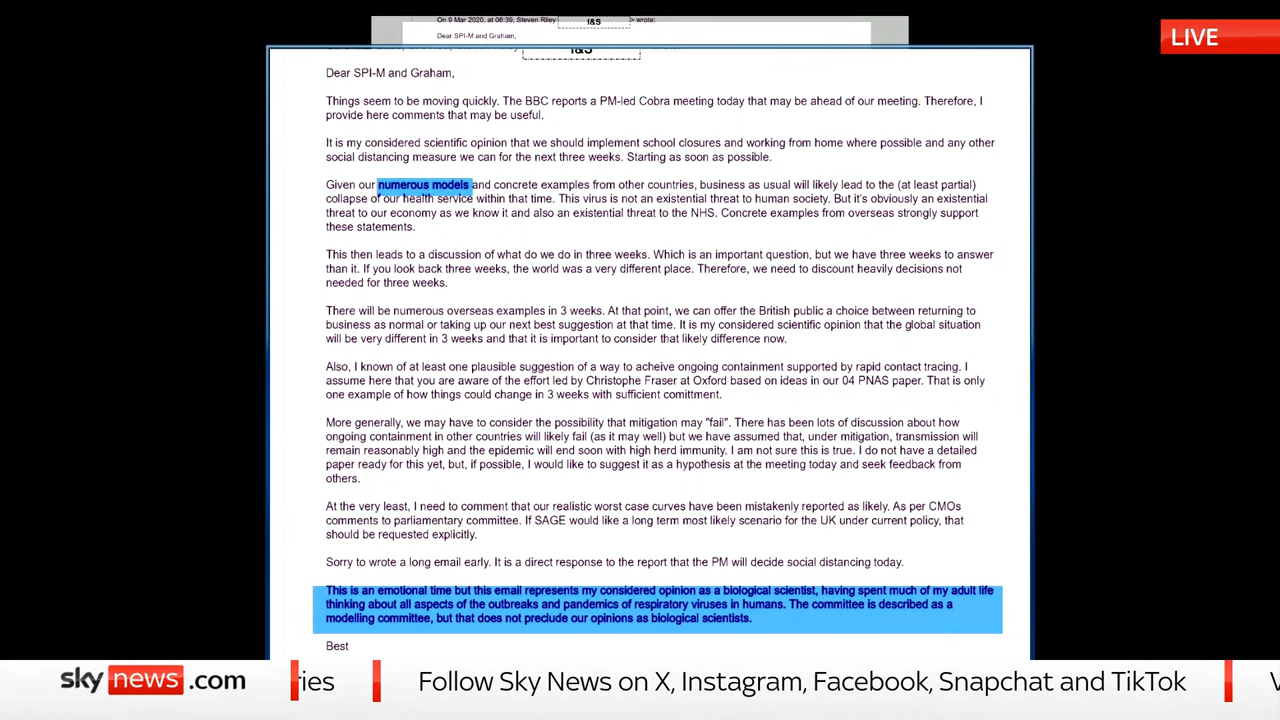 On 9 Mar 2020, at 06:39, Steven Riley I&S > wrote:
Dear SPI-M and Graham,
I&S
LIVE
Dear SPI-M and Graham,
Things seem to be moving quickly. The BBC reports a PM-led Cobra meeting today that may be ahead of our meeting. Therefore, I
provide here comments that may be useful.
It is my considered scientific opinion that we should implement school closures and working from home where possible and any other
social distancing measure we can for the next three weeks. Starting as soon as possible.
Given our numerous models and concrete examples from other countries, business as usual will likely lead to the (at least partial)
collapse of our health service within that time. This virus is not an existential threat to human society. But it's obviously an existential
threat to our economy as we know it and also an existential threat to the NHS. Concrete examples from overseas strongly support
these statements.
This then leads to a discussion of what do we do in three weeks. Which is an important question, but we have three weeks to answer
than it. If you look back three weeks, the world was a very different place. Therefore, we need to discount heavily decisions not
needed for three weeks.
There will be numerous overseas examples in 3 weeks. At that point, we can offer the British public a choice between returning to
business as normal or taking up our next best suggestion at that time. It is my considered scientific opinion that the global situation
will be very different in 3 weeks and that it is important to consider that likely difference now.
Also, I known of at least one plausible suggestion of a way to acheive ongoing containment supported by rapid contact tracing. I
assume here that you are aware of the effort led by Christophe Fraser at Oxford based on ideas in our 04 PNAS paper. That is only
one example of how things could change in 3 weeks with sufficient comittment.
More generally, we may have to consider the possibility that mitigation may "fail". There has been lots of discussion about how
ongoing containment in other countries will likely fail (as it may well) but we have assumed that, under mitigation, transmission will
remain reasonably high and the epidemic will end soon with high herd immunity. I am not sure this is true. I do not have a detailed
paper ready for this yet, but, if possible, I would like to suggest it as a hypothesis at the meeting today and seek feedback from
others.
At the very least, I need to comment that our realistic worst case curves have been mistakenly reported as likely. As per CMOs
comments to parliamentary committee. If SAGE would like a long term most likely scenario for the UK under current policy, that
should be requested explicitly.
Sorry to wrote a long email early. It is a direct response to the report that the PM will decide social distancing today.
This is an emotional time but this email represents my considered opinion as a biological scientist, having spent much of my adult life
thinking about all aspects of the outbreaks and pandemics of respiratory viruses in humans. The committee is described as a
modelling committee, but that does not preclude our opinions as biological scientists.
Best
sky news .com ries Follow Sky News on X, Instagram, Facebook, Snapchat and TikTok V